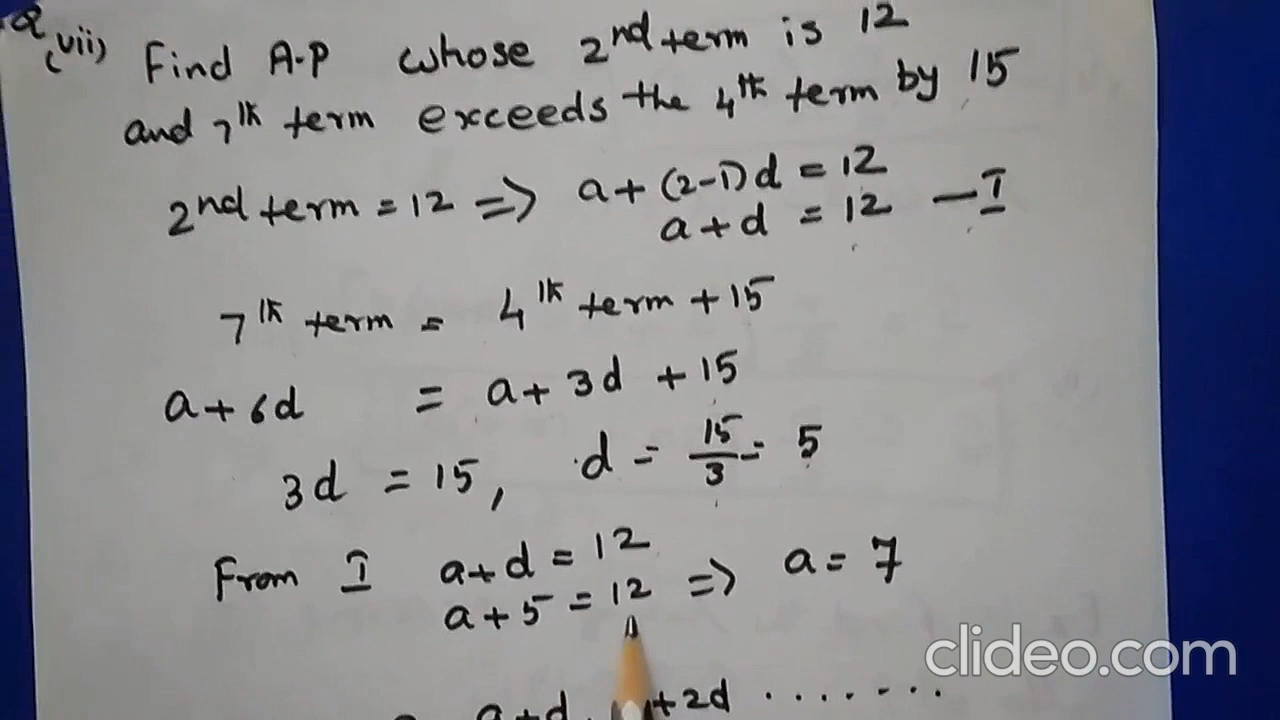 Q(vii) Find A.P whose 2nd term is 12
and 7th term exceeds the 4th term by 15
2nd term = 12 => a + (2-1)d = 12
a + d = 12 — I
7th term = 4th term + 15
a + 6d = a + 3d + 15
3d = 15, d = 15/3 = 5
From I a + d = 12
a + 5 = 12 => a = 7
a+d, +2d .......
clideo.com